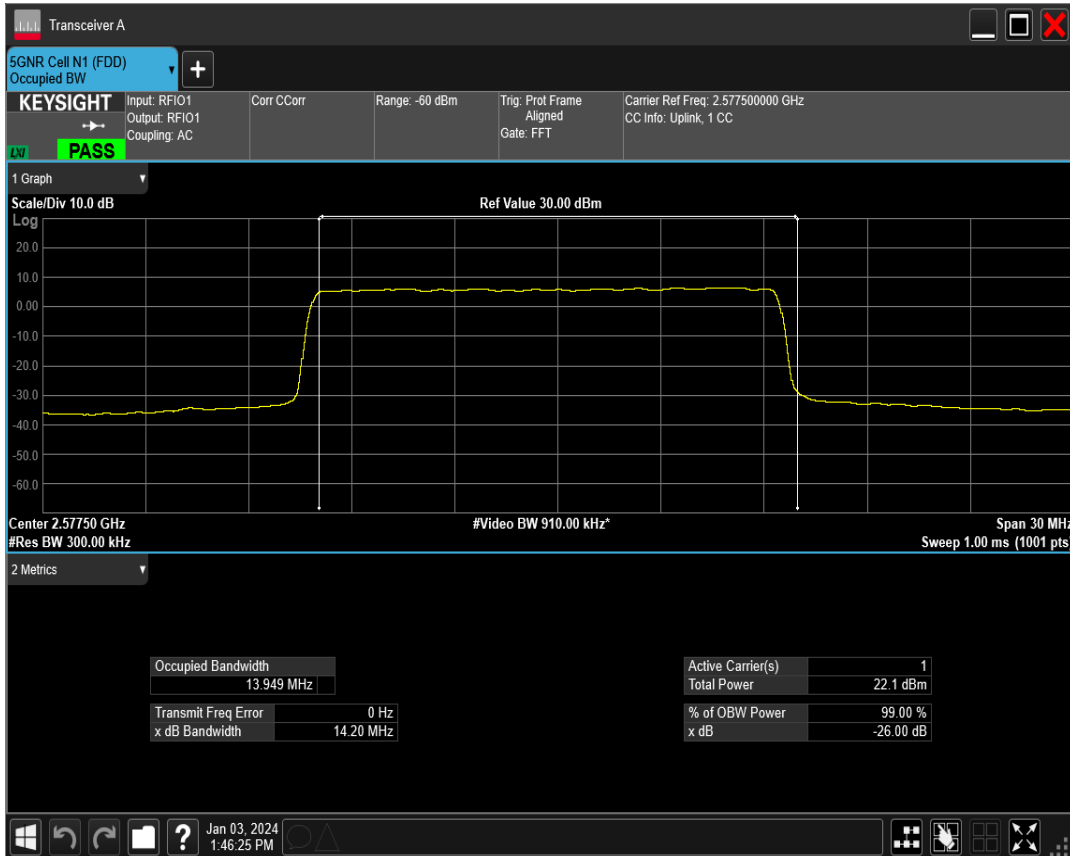 Transceiver A
5GNR Cell N1 (FDD)
Occupied BW
+
KEYSIGHT
LXI
PASS
Input: RFIO1
Output: RFIO1
Coupling: AC
Corr CCorr
Range: -60 dBm
Trig: Prot Frame
Aligned
Gate: FFT
Carrier Ref Freq: 2.577500000 GHz
CC Info: Uplink, 1 CC
1 Graph
Scale/Div 10.0 dB
Ref Value 30.00 dBm
Log
20.0
10.0
0.00
-10.0
-20.0
-30.0
-40.0
-50.0
-60.0
Center 2.57750 GHz
#Video BW 910.00 kHz*
Span 30 MHz
#Res BW 300.00 kHz
Sweep 1.00 ms (1001 pts)
2 Metrics
Occupied Bandwidth
13.949 MHz
Transmit Freq Error 0 Hz
x dB Bandwidth 14.20 MHz
Active Carrier(s) 1
Total Power 22.1 dBm
% of OBW Power 99.00 %
x dB -26.00 dB
?
Jan 03, 2024
1:46:25 PM